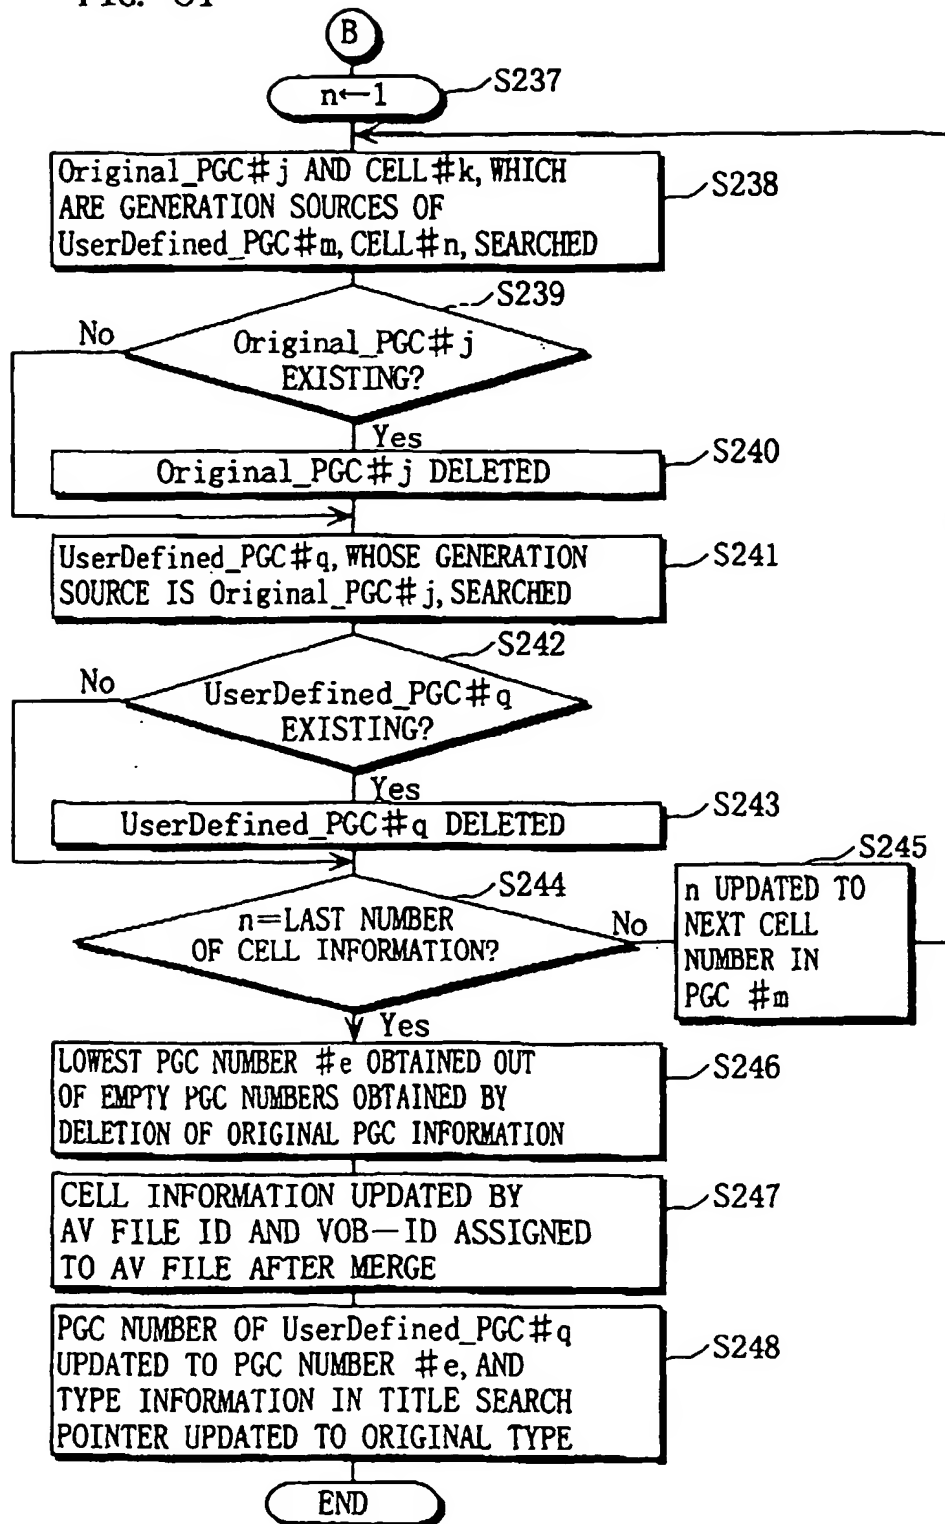 B
n←1
S237
Original_PGC#j AND CELL#k, WHICH
ARE GENERATION SOURCES OF
UserDefined_PGC#m, CELL#n, SEARCHED
S238
S239
No
Original_PGC#j
EXISTING?
Yes
Original_PGC#j DELETED
S240
UserDefined_PGC#q, WHOSE GENERATION
SOURCE IS Original_PGC#j, SEARCHED
S241
S242
No
UserDefined_PGC#q
EXISTING?
Yes
UserDefined_PGC#q DELETED
S243
S244
n=LAST NUMBER
OF CELL INFORMATION?
No
S245
n UPDATED TO
NEXT CELL
NUMBER IN
PGC #m
Yes
LOWEST PGC NUMBER #e OBTAINED OUT
OF EMPTY PGC NUMBERS OBTAINED BY
DELETION OF ORIGINAL PGC INFORMATION
S246
CELL INFORMATION UPDATED BY
AV FILE ID AND VOB-ID ASSIGNED
TO AV FILE AFTER MERGE
S247
PGC NUMBER OF UserDefined_PGC#q
UPDATED TO PGC NUMBER #e, AND
TYPE INFORMATION IN TITLE SEARCH
POINTER UPDATED TO ORIGINAL TYPE
S248
END